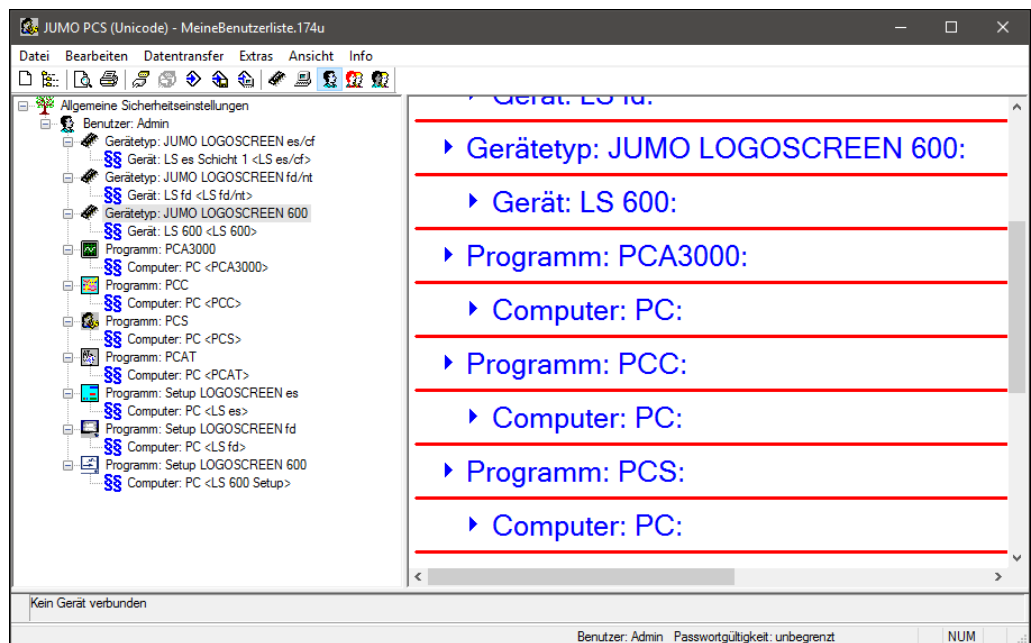 JUMO PCS (Unicode) - MeineBenutzerliste.174u
Datei Bearbeiten Datentransfer Extras Ansicht Info
Allgemeine Sicherheitseinstellungen
Benutzer: Admin
Gerätetyp: JUMO LOGOSCREEN es/cf
§§ Gerät: LS es Schicht 1 <LS es/cf>
Gerätetyp: JUMO LOGOSCREEN fd/nt
§§ Gerät: LS fd <LS fd/nt>
Gerätetyp: JUMO LOGOSCREEN 600
§§ Gerät: LS 600 <LS 600>
Programm: PCA3000
§§ Computer: PC <PCA3000>
Programm: PCC
§§ Computer: PC <PCC>
Programm: PCS
§§ Computer: PC <PCS>
Programm: PCAT
§§ Computer: PC <PCAT>
Programm: Setup LOGOSCREEN es
§§ Computer: PC <LS es>
Programm: Setup LOGOSCREEN fd
§§ Computer: PC <LS fd>
Programm: Setup LOGOSCREEN 600
§§ Computer: PC <LS 600 Setup>
Gerät: LS fd:
Gerätetyp: JUMO LOGOSCREEN 600:
Gerät: LS 600:
Programm: PCA3000:
Computer: PC:
Programm: PCC:
Computer: PC:
Programm: PCS:
Computer: PC:
Kein Gerät verbunden
Benutzer: Admin Passwortgültigkeit: unbegrenzt NUM